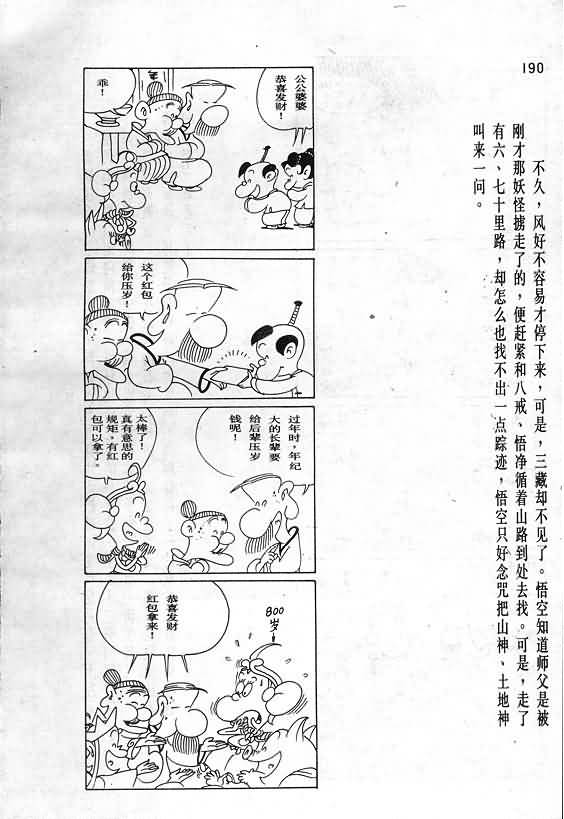 190
不久，风好不容易才停下来，可是，三藏却不见了。悟空知道师父是被
刚才那妖怪掳走了的，便赶紧和八戒、悟净循着山路到处去找。可是，走了
有六、七十里路，却怎么也找不出一点踪迹，悟空只好念咒把山神、土地神
叫来一问。
公公婆婆
恭喜发财！
乖！
这个红包
给你压岁！
过年时，年纪
大的长辈要
给后辈压岁
钱呢！
太棒了！
真有意思的
规矩。有红
包可以拿了。
800
岁！
恭喜发财
红包拿来！